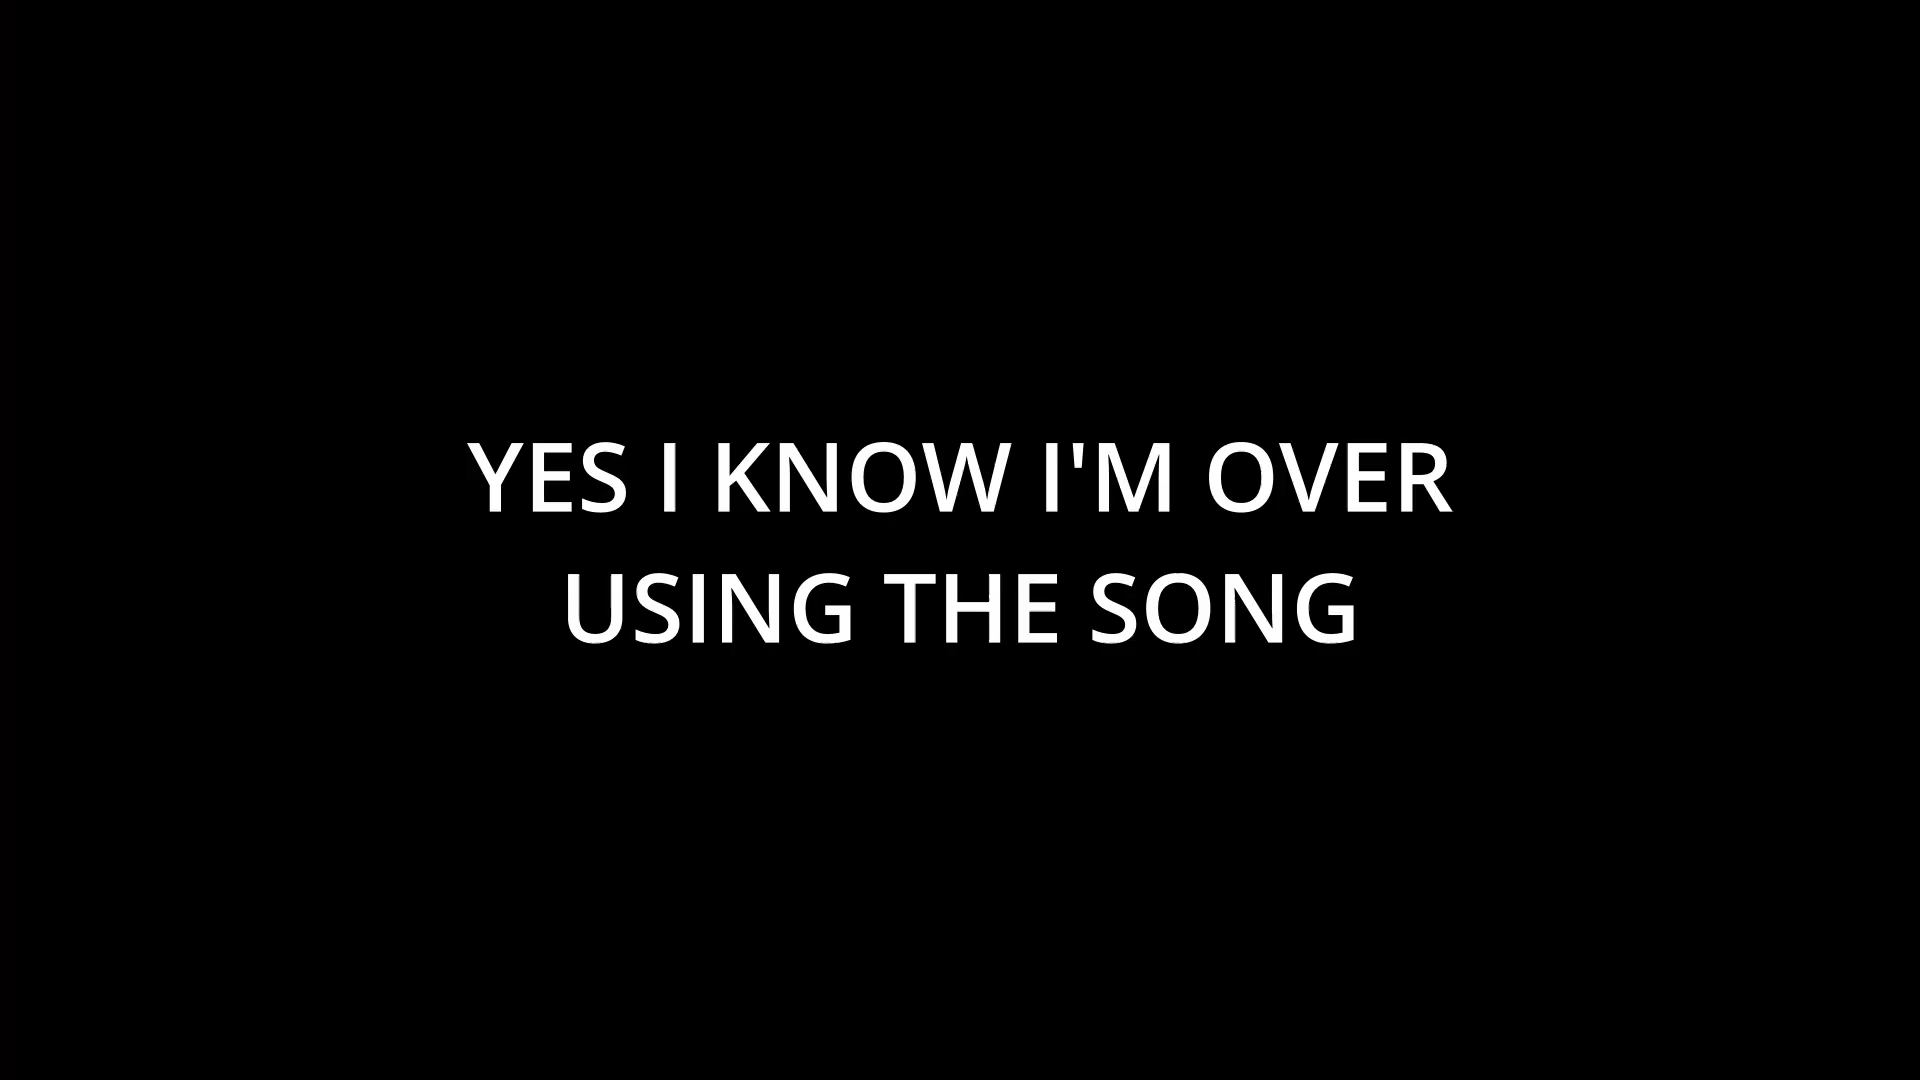 YES I KNOW I'M OVER
USING THE SONG